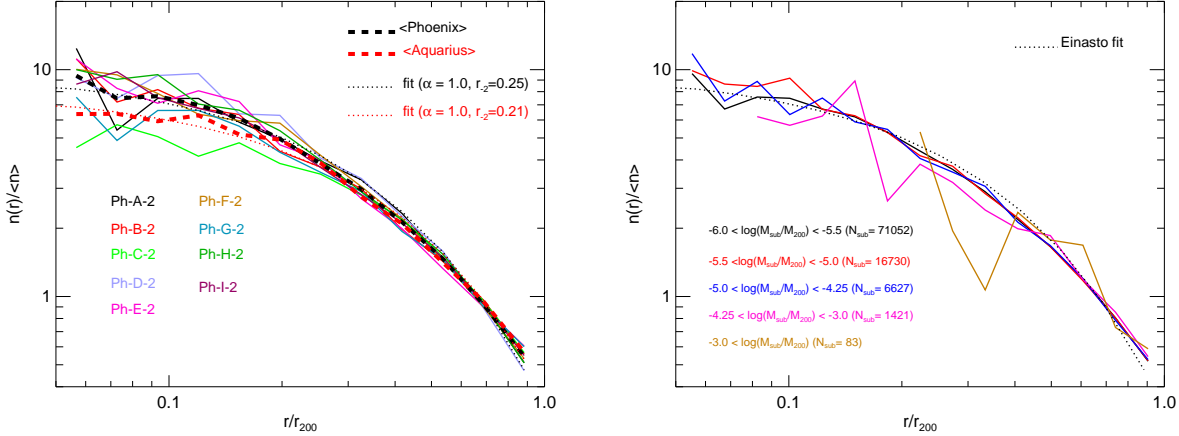 <Phoenix>
<Aquarius>
fit (α = 1.0, r-2=0.25)
fit (α = 1.0, r-2=0.21)
10
1
n(r)/<n>
Ph-A-2
Ph-F-2
Ph-B-2
Ph-G-2
Ph-C-2
Ph-H-2
Ph-D-2
Ph-I-2
Ph-E-2
0.1
1.0
r/r200
Einasto fit
10
1
n(r)/<n>
-6.0 < log(Msub/M200) < -5.5 (Nsub= 71052)
-5.5 <log(Msub/M200) < -5.0 (Nsub= 16730)
-5.0 < log(Msub/M200) < -4.25 (Nsub= 6627)
-4.25 < log(Msub/M200) < -3.0 (Nsub= 1421)
-3.0 < log(Msub/M200) (Nsub= 83)
0.1
1.0
r/r200